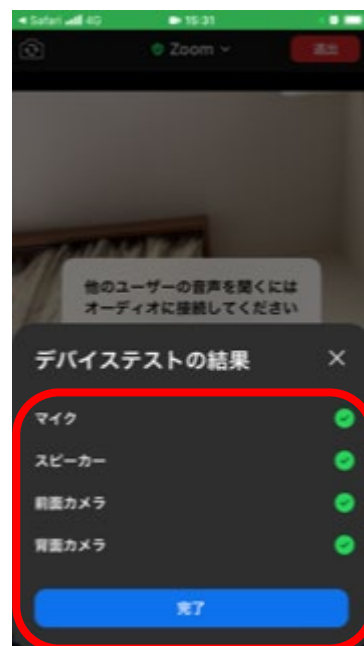 ◀ Safari 4G 15:31
Zoom
退出
他のユーザーの音声を聞くには
オーディオに接続してください
デバイステストの結果
マイク
スピーカー
前面カメラ
背面カメラ
完了